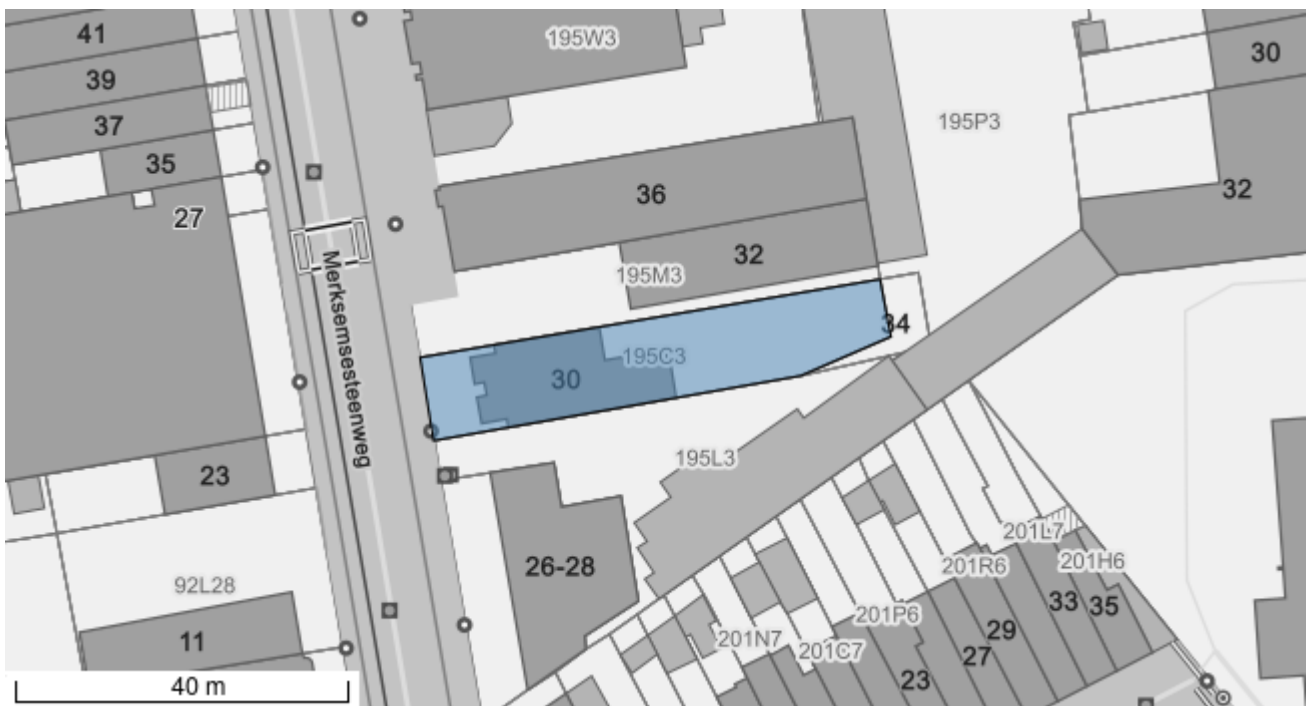 41
195W3
39
30
37
195P3
35
36
32
27
32
195M3
34
Merksemsesteenweg
195C3
30
195L3
23
201L7
26-28
201R6
201H6
92L28
201P6
33
35
29
11
201N7
201C7
27
23
40 m